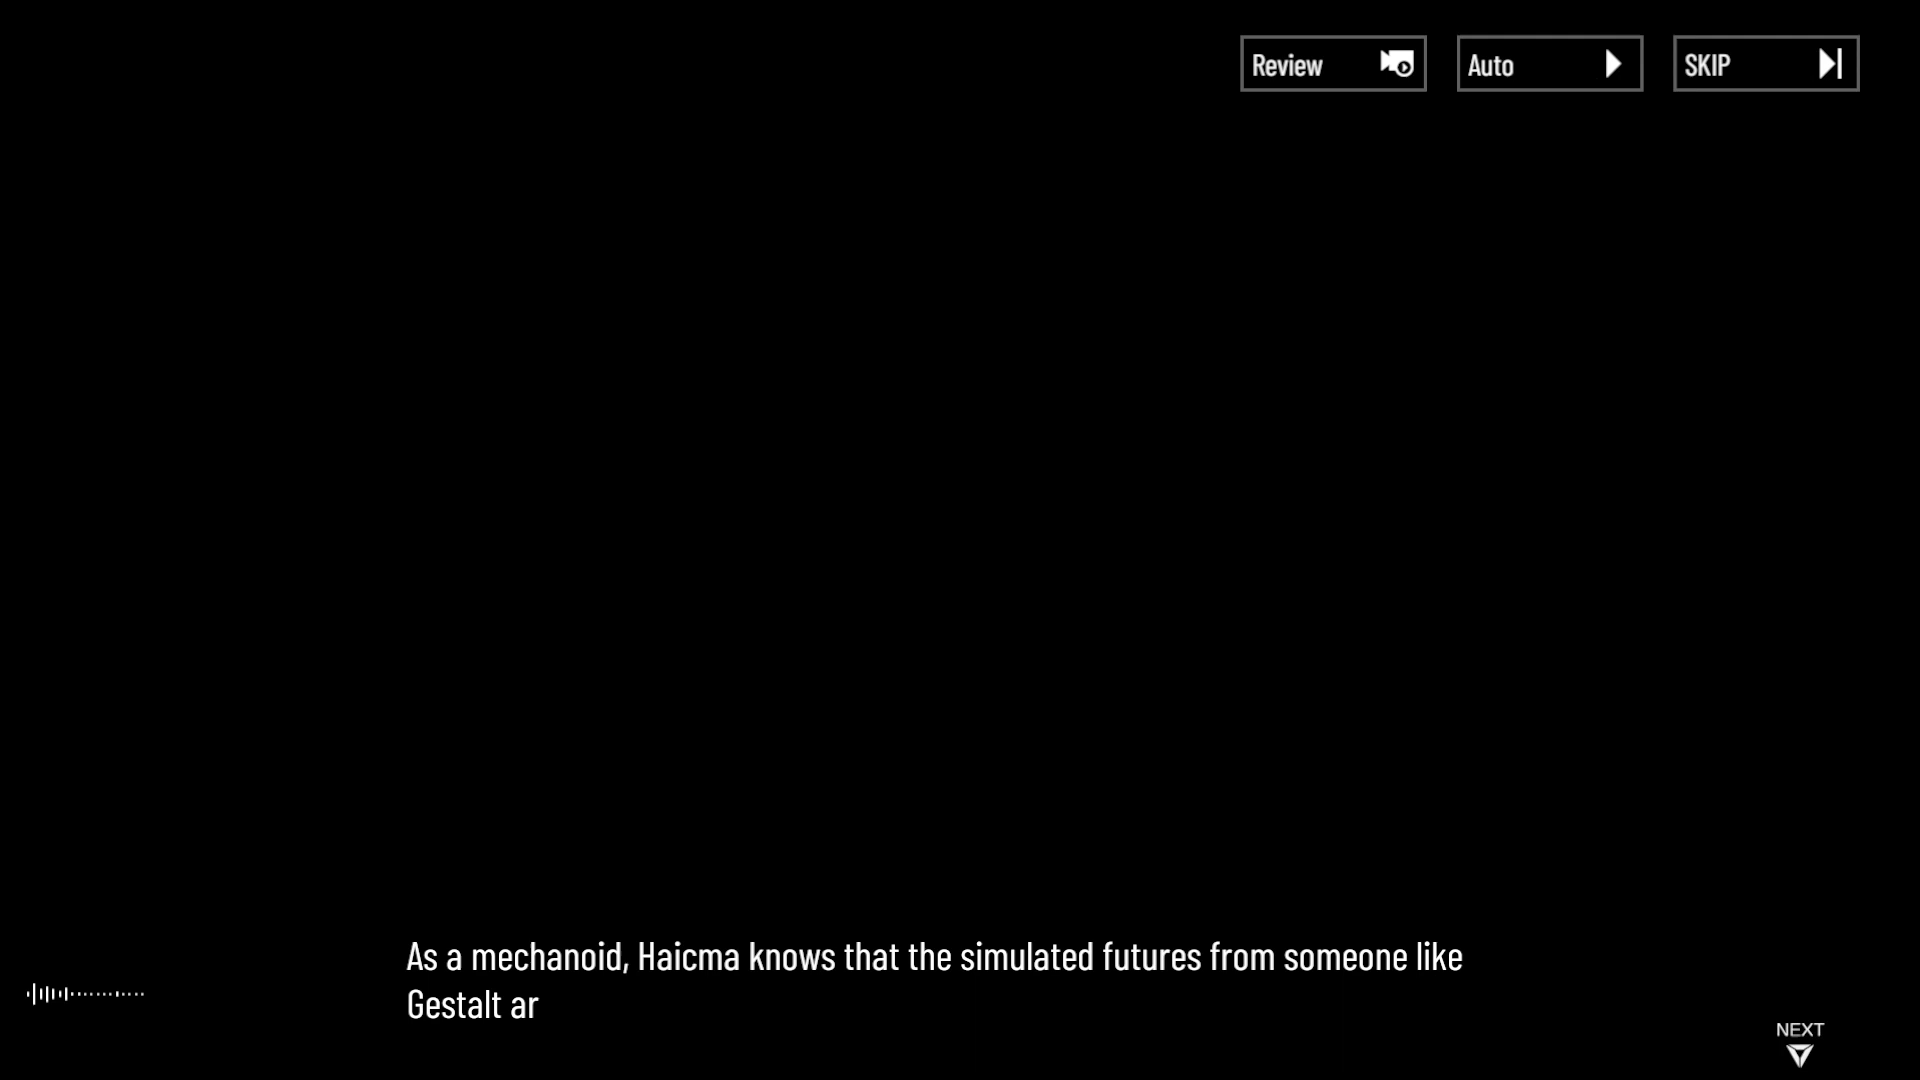 Review
Auto
SKIP
As a mechanoid, Haicma knows that the simulated futures from someone like
Gestalt ar
NEXT